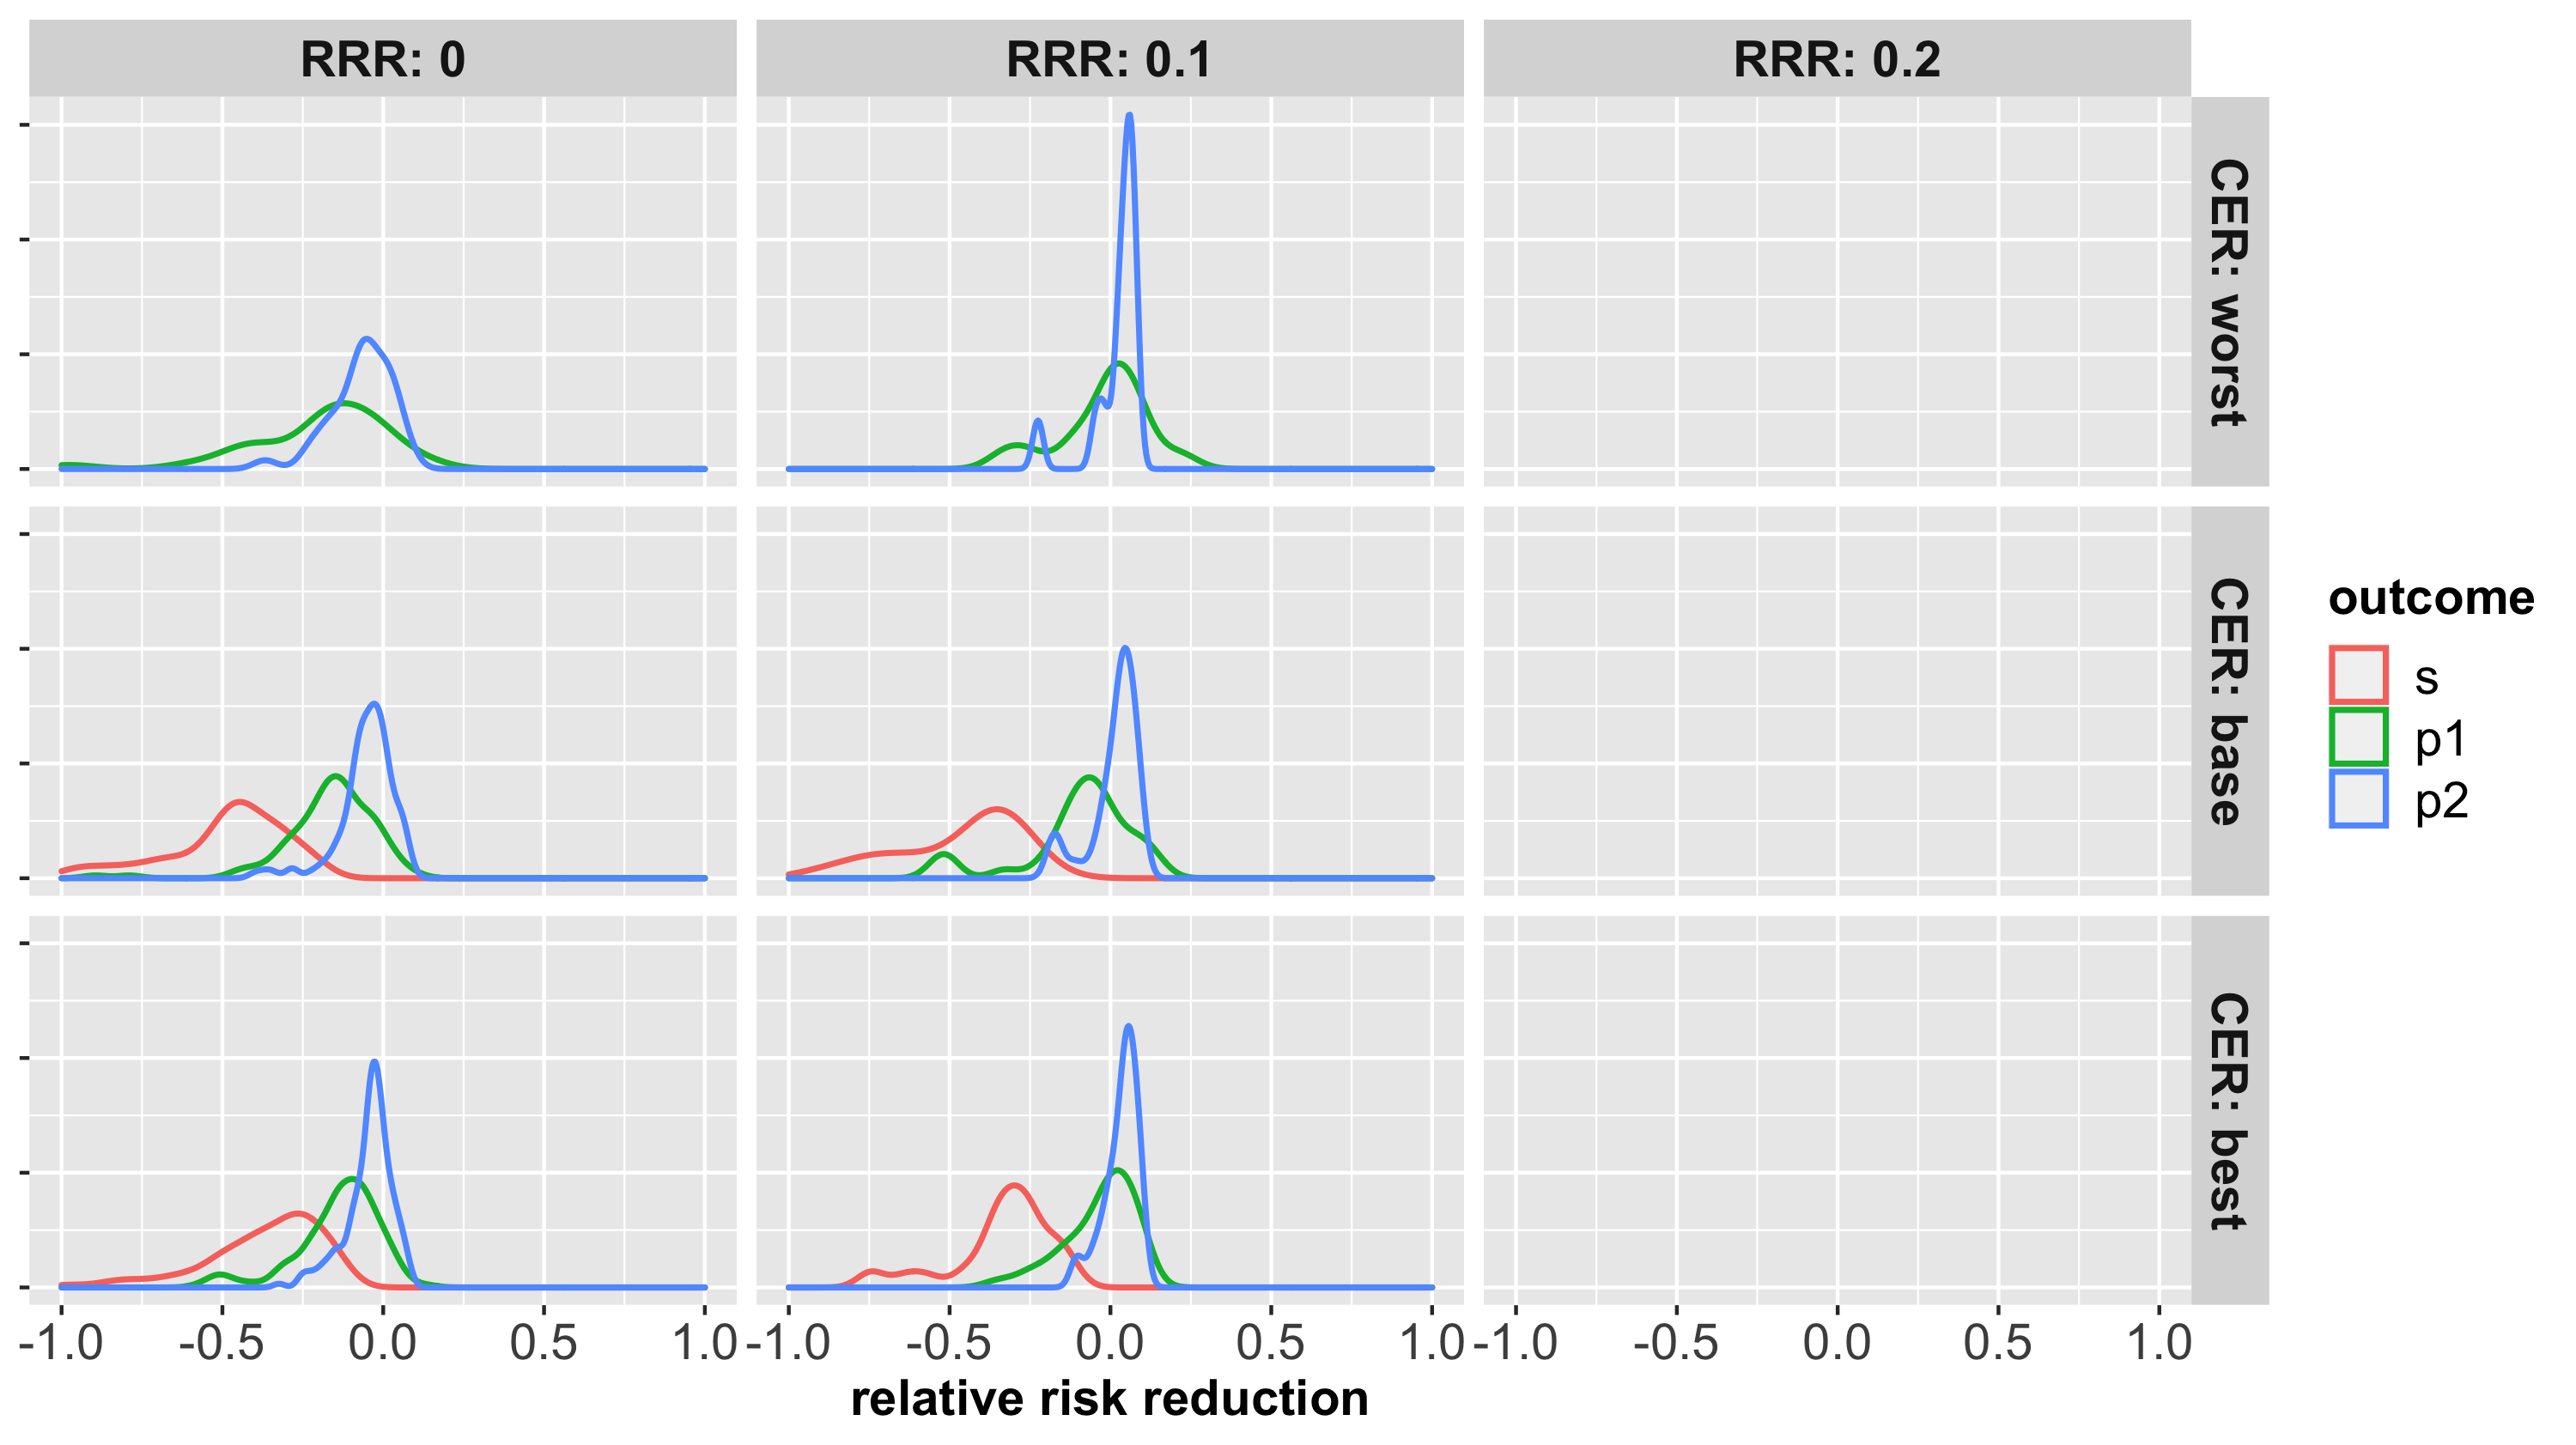 RRR: 0
RRR: 0.1
RRR: 0.2
CER: worst
CER: base
CER: best
outcome
s
p1
p2
-1.0 -0.5 0.0 0.5 1.0 -1.0 -0.5 0.0 0.5 1.0 -1.0 -0.5 0.0 0.5 1.0
relative risk reduction